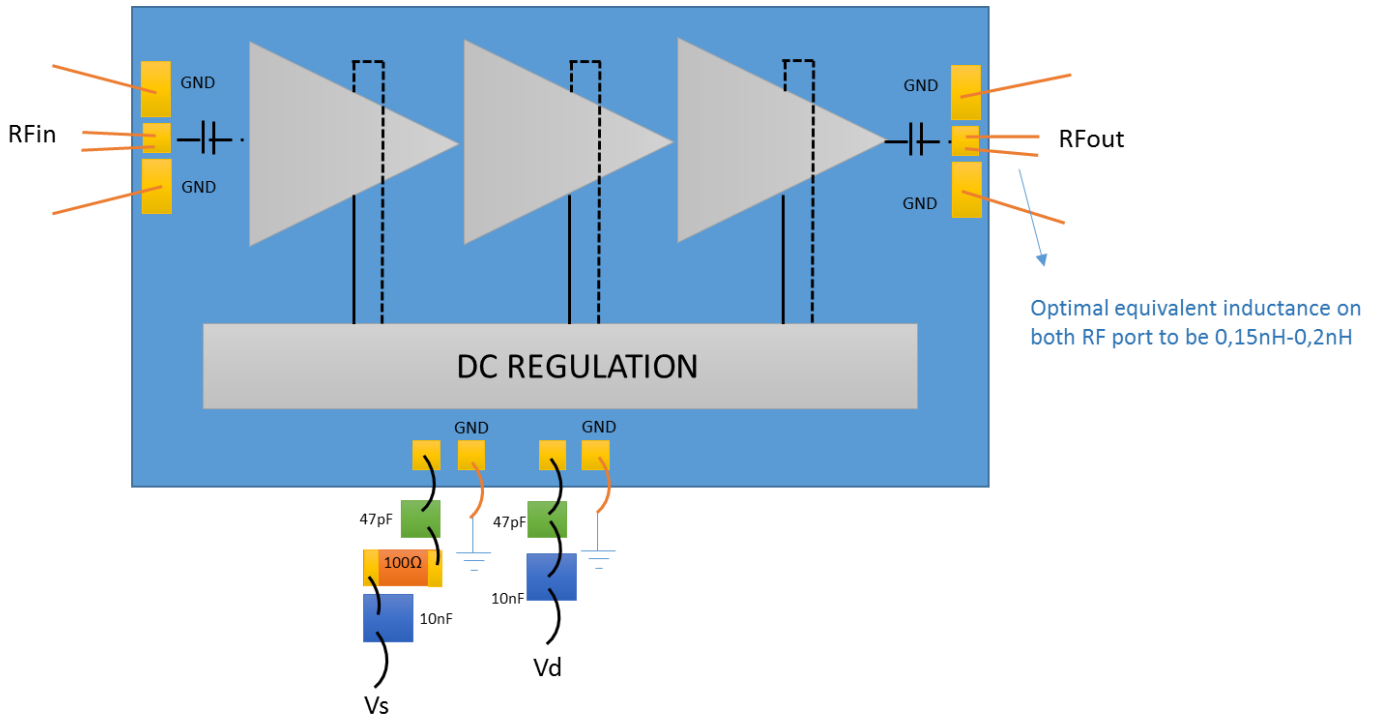 GND
GND
RFin
RFout
GND
GND
Optimal equivalent inductance on
both RF port to be 0,15nH-0,2nH
DC REGULATION
GND
GND
47pF
47pF
100Ω
10nF
10nF
Vd
Vs